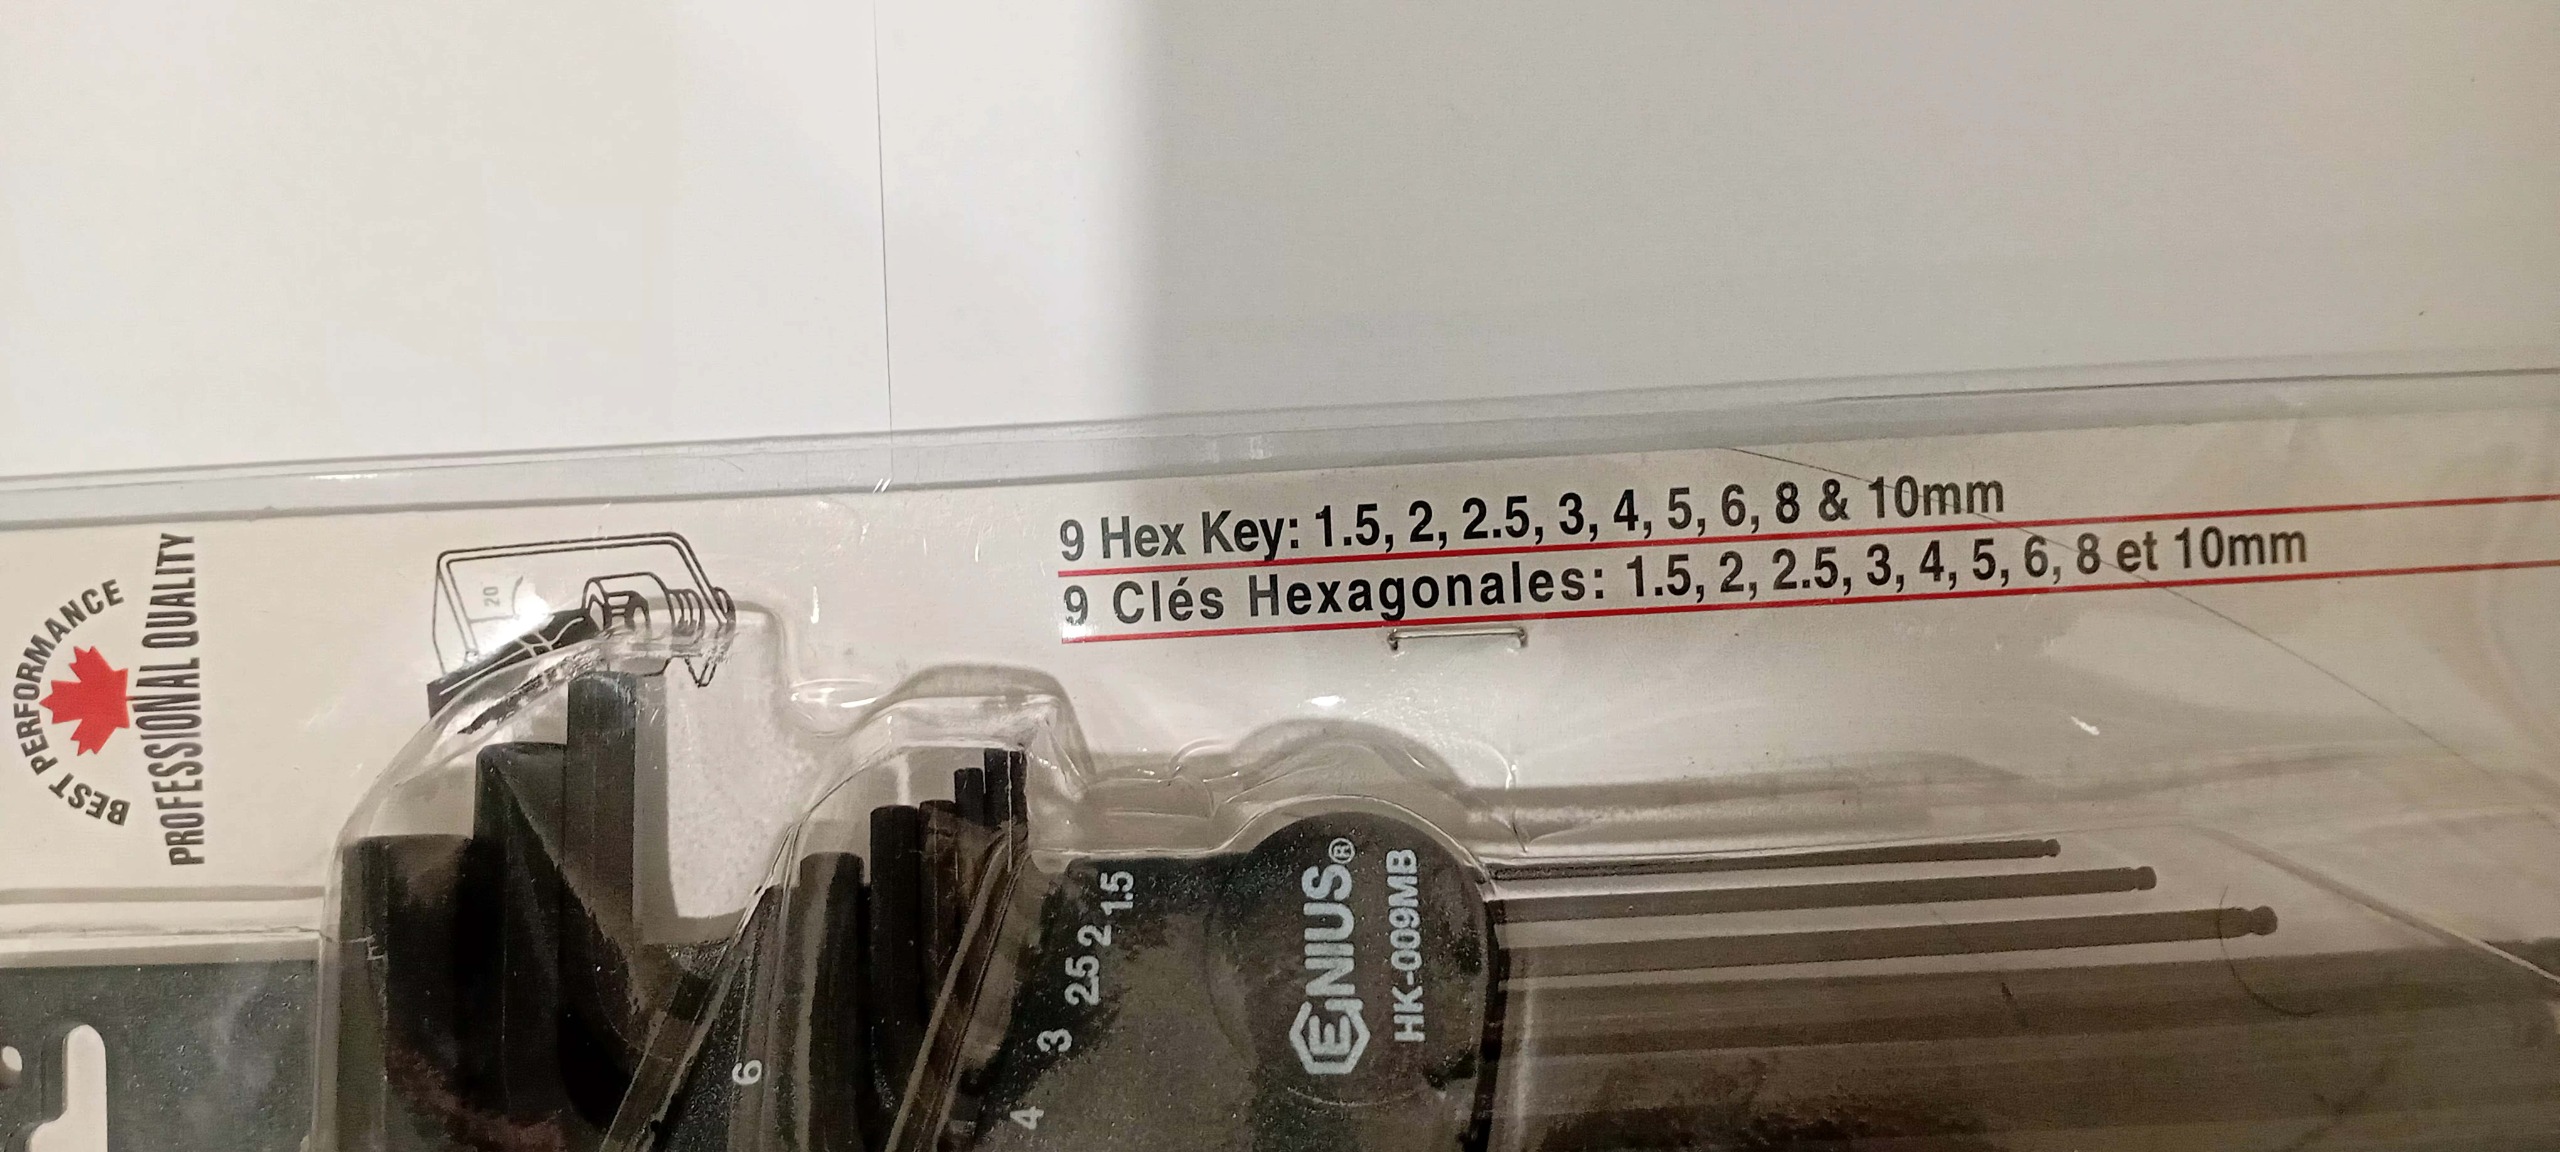 9 Hex Key: 1.5, 2, 2.5, 3, 4, 5, 6, 8 & 10mm
9 Clés Hexagonales: 1.5, 2, 2.5, 3, 4, 5, 6, 8 et 10mm
BEST PERFORMANCE
PROFESSIONAL QUALITY
20
6
4
3
2.5
2
1.5
GENIUS®
HK-009MB